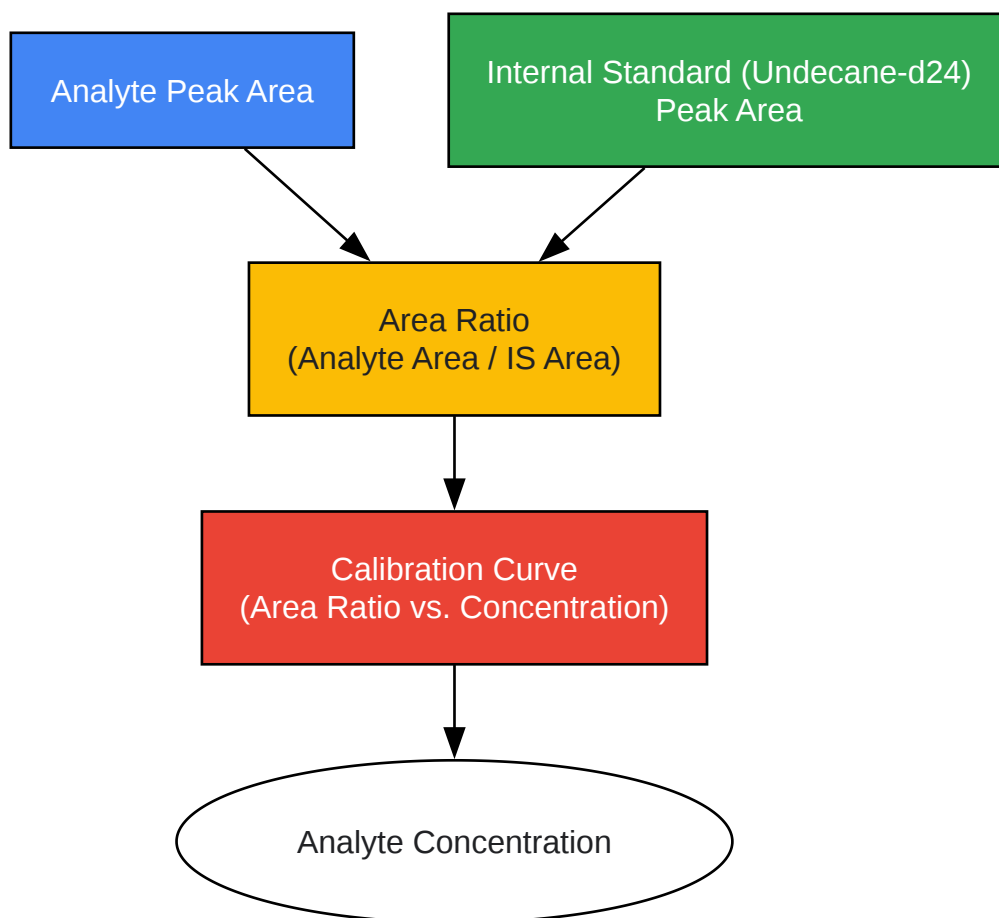 Analyte Peak Area
Internal Standard (Undecane-d24)
Peak Area
Area Ratio
(Analyte Area / IS Area)
Calibration Curve
(Area Ratio vs. Concentration)
Analyte Concentration